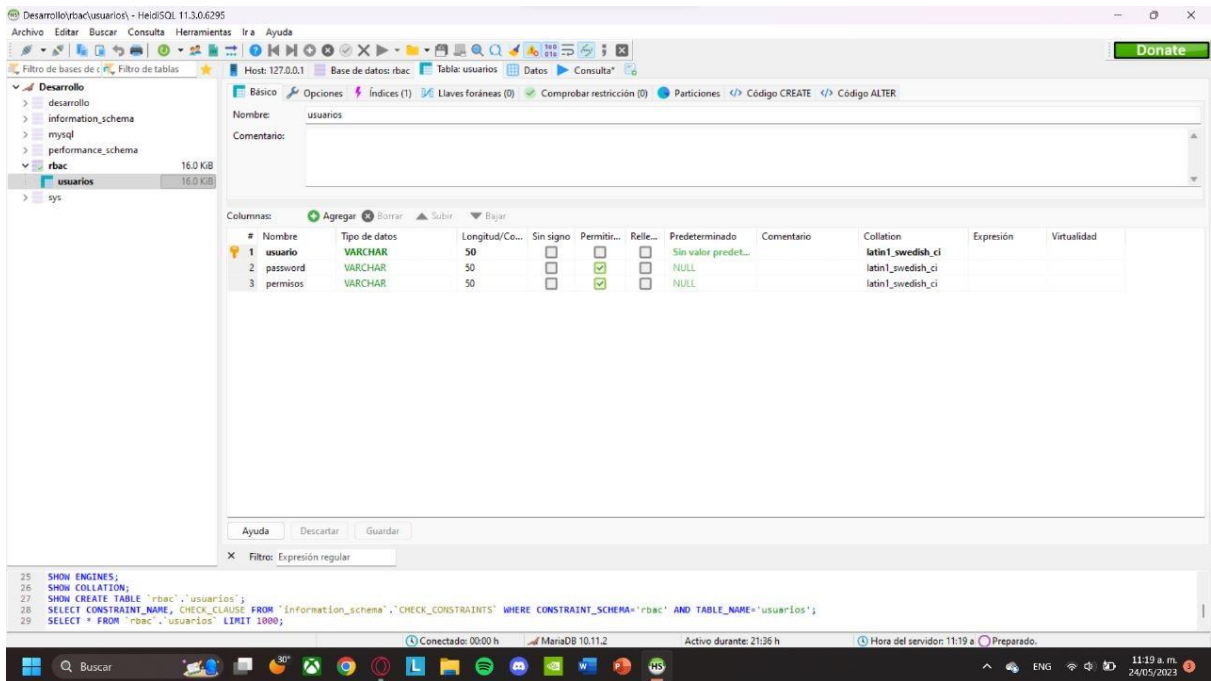 Desarrollo\rbac\usuarios\ - HeidiSQL 11.3.0.6295
Archivo Editar Buscar Consulta Herramientas Ir a Ayuda
Donate
Filtro de bases de c Filtro de tablas
Host: 127.0.0.1 Base de datos: rbac Tabla: usuarios Datos Consulta*
Desarrollo
desarrollo
information_schema
mysql
performance_schema
rbac 16.0 KiB
usuarios 16.0 KiB
sys
Básico Opciones Índices (1) Llaves foráneas (0) Comprobar restricción (0) Particiones </> Código CREATE </> Código ALTER
Nombre: usuarios
Comentario:
Columnas: Agregar Borrar Subir Bajar
# Nombre Tipo de datos Longitud/Co... Sin signo Permitir... Relle... Predeterminado Comentario Collation Expresión Virtualidad
1 usuario VARCHAR 50 Sin valor predet... latin1_swedish_ci
2 password VARCHAR 50 NULL latin1_swedish_ci
3 permisos VARCHAR 50 NULL latin1_swedish_ci
Ayuda Descartar Guardar
× Filtro: Expresión regular
25 SHOW ENGINES;
26 SHOW COLLATION;
27 SHOW CREATE TABLE `rbac`.`usuarios`;
28 SELECT CONSTRAINT_NAME, CHECK_CLAUSE FROM `information_schema`.`CHECK_CONSTRAINTS` WHERE CONSTRAINT_SCHEMA='rbac' AND TABLE_NAME='usuarios';
29 SELECT * FROM `rbac`.`usuarios` LIMIT 1000;
Conectado: 00:00 h MariaDB 10.11.2 Activo durante: 21:36 h Hora del servidor: 11:19 a Preparado.
Buscar 30° ENG 11:19 a. m. 3
24/05/2023